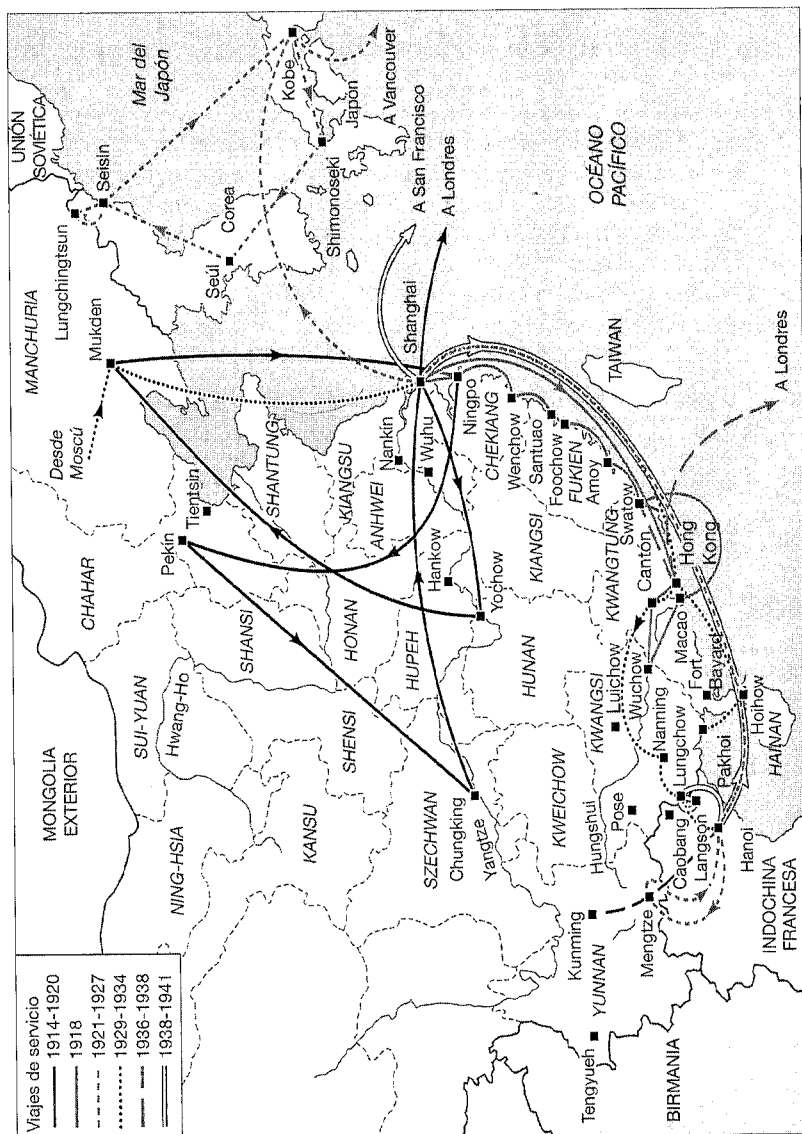 Viajes de servicio
1914-1920
1918
1921-1927
1929-1934
1936-1938
1938-1941
MONGOLIA
EXTERIOR
UNIÓN
SOVIÉTICA
MANCHURIA
Lungchingtsun
Seisin
Mar del
Japón
Mukden
Desde
Moscú
CHAHAR
Pekín
Tientsin
Corea
Seúl
Kobe
Japón
Shimonoseki
A Vancouver
SUI-YUAN
Hwang-Ho
NING-HSIA
SHANSI
SHANTUNG
KANSU
SHENSI
HONAN
KIANGSU
ANHWEI
Nankín
Wuhu
Shanghai
A San Francisco
A Londres
SZECHWAN
Chungking
Yangtze
HUPEH
Hankow
Yochow
Ningpo
CHEKIANG
Wenchow
Santuao
Foochow
FUKIEN
Amoy
KIANGSI
HUNAN
KWEICHOW
OCÉANO
PACÍFICO
TAIWAN
Kunming
YUNNAN
Mengtze
Tengyueh
BIRMANIA
Hungshui
Pose
KWANGSI
Luichow
Wuchow
Nanning
Lungchow
Caobang
Langson
Pakhoi
KWANGTUNG
Swatow
Cantón
Hong
Kong
Macao
Fort
Bayard
Hoihow
HAINAN
Hanoi
INDOCHINA
FRANCESA
A Londres